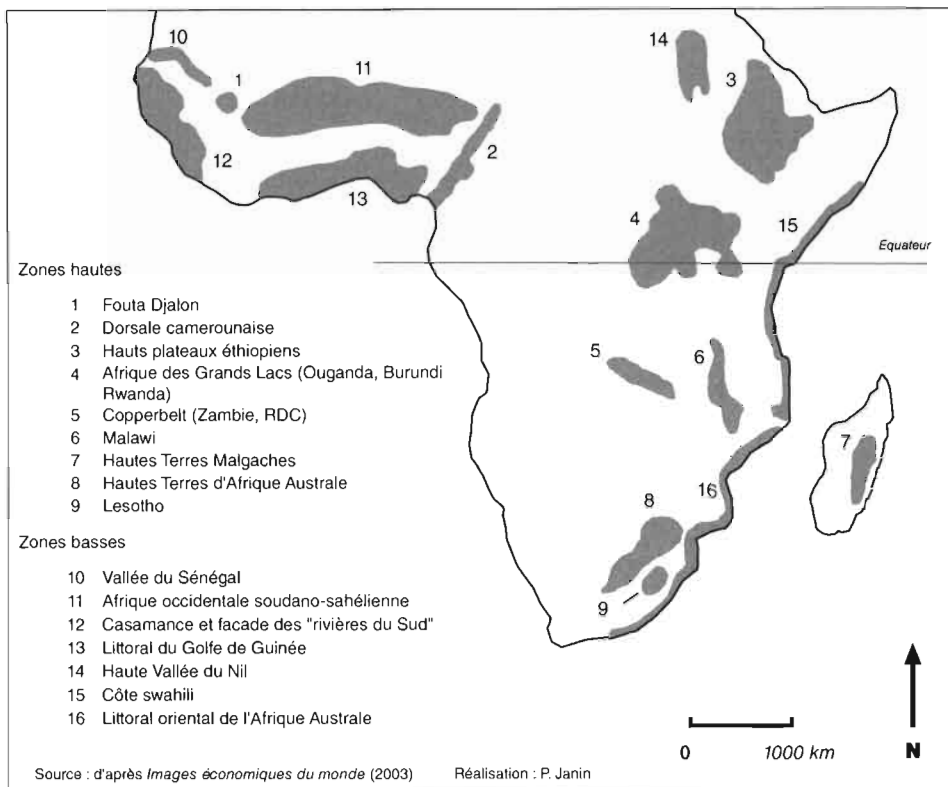 10
1
11
12
13
2
14
3
4
15
Equateur
5
6
7
16
8
9
Zones hautes
1 Fouta Djalon
2 Dorsale camerounaise
3 Hauts plateaux éthiopiens
4 Afrique des Grands Lacs (Ouganda, Burundi
Rwanda)
5 Copperbelt (Zambie, RDC)
6 Malawi
7 Hautes Terres Malgaches
8 Hautes Terres d'Afrique Australe
9 Lesotho
Zones basses
10 Vallée du Sénégal
11 Afrique occidentale soudano-sahélienne
12 Casamance et facade des "rivières du Sud"
13 Littoral du Golfe de Guinée
14 Haute Vallée du Nil
15 Côte swahili
16 Littoral oriental de l'Afrique Australe
0 1000 km
N
Source : d'après Images économiques du monde (2003) Réalisation : P. Janin